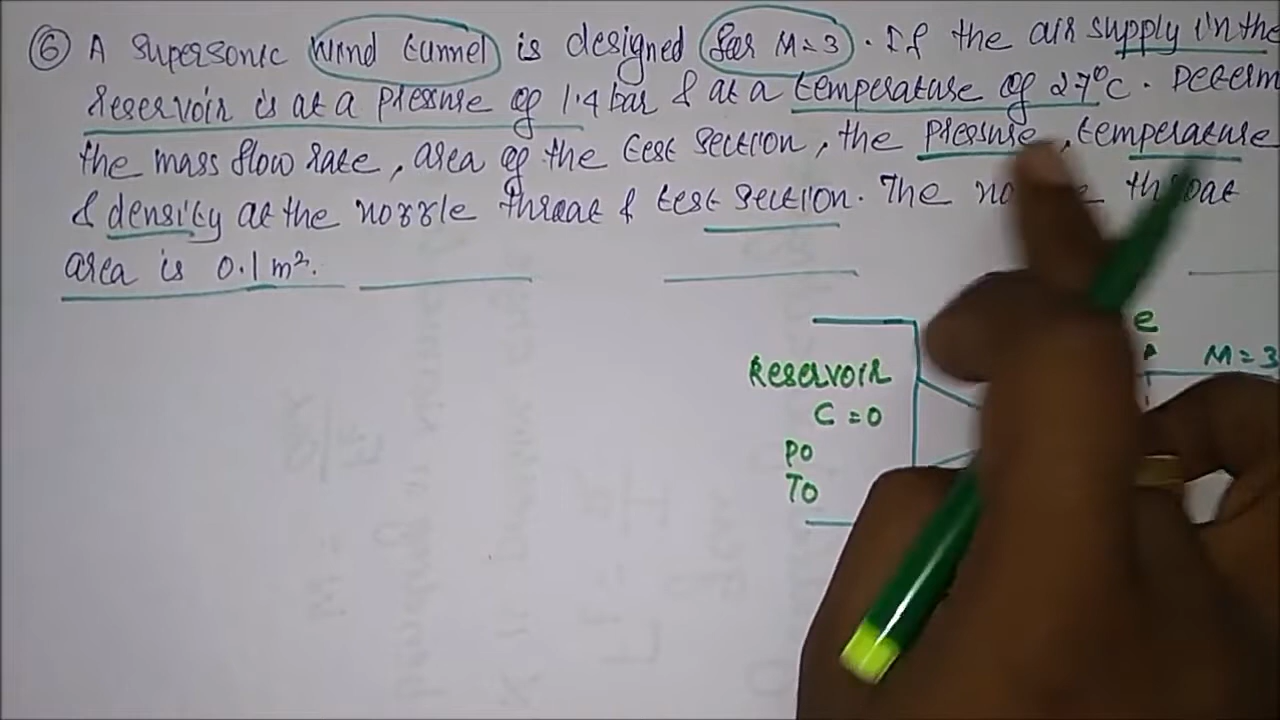 ⑥ A supersonic wind tunnel is designed for M=3. If the air supply in the
reservoir is at a pressure of 1.4 bar & at a temperature of 27°C. Determ
the mass flow rate, area of the test section, the pressure, temperature
& density at the nozzle throat & test section. The throat
area is 0.1 m².
Reservoir
C = 0
Po
To
e
M=3